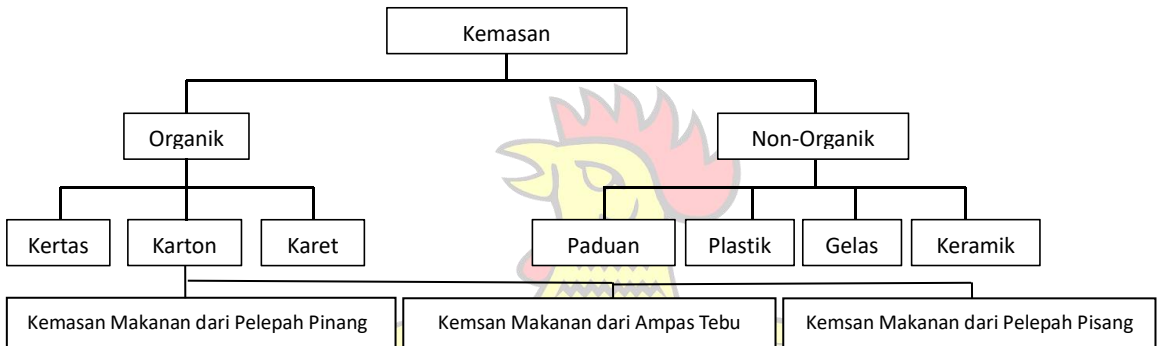 Kemasan
Organik
Non-Organik
Kertas
Karton
Karet
Paduan
Plastik
Gelas
Keramik
Kemasan Makanan dari Pelepah Pinang
Kemsan Makanan dari Ampas Tebu
Kemsan Makanan dari Pelepah Pisang